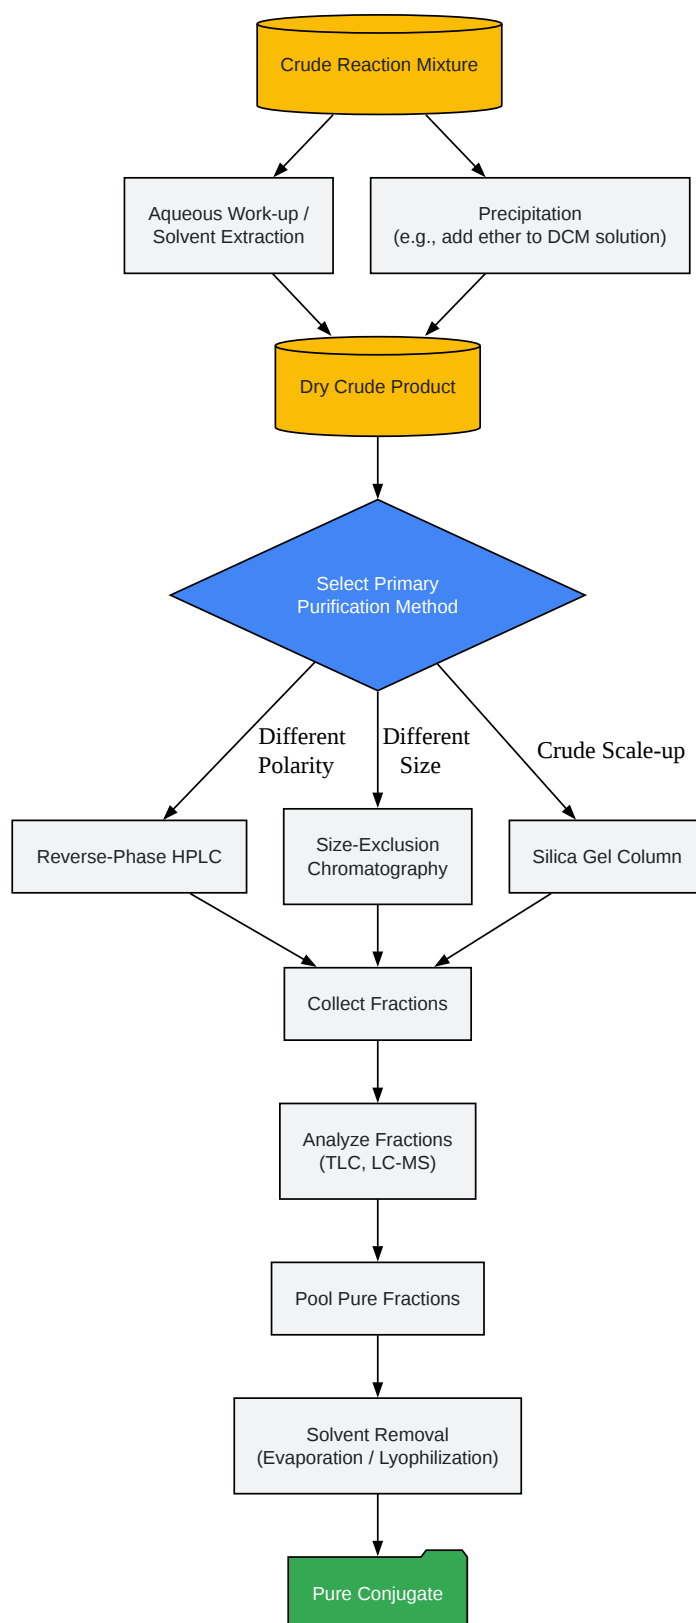 Crude Reaction Mixture
Aqueous Work-up /
Solvent Extraction
Precipitation
(e.g., add ether to DCM solution)
Dry Crude Product
Select Primary
Purification Method
Different
Polarity
Different
Size
Crude Scale-up
Reverse-Phase HPLC
Size-Exclusion
Chromatography
Silica Gel Column
Collect Fractions
Analyze Fractions
(TLC, LC-MS)
Pool Pure Fractions
Solvent Removal
(Evaporation / Lyophilization)
Pure Conjugate